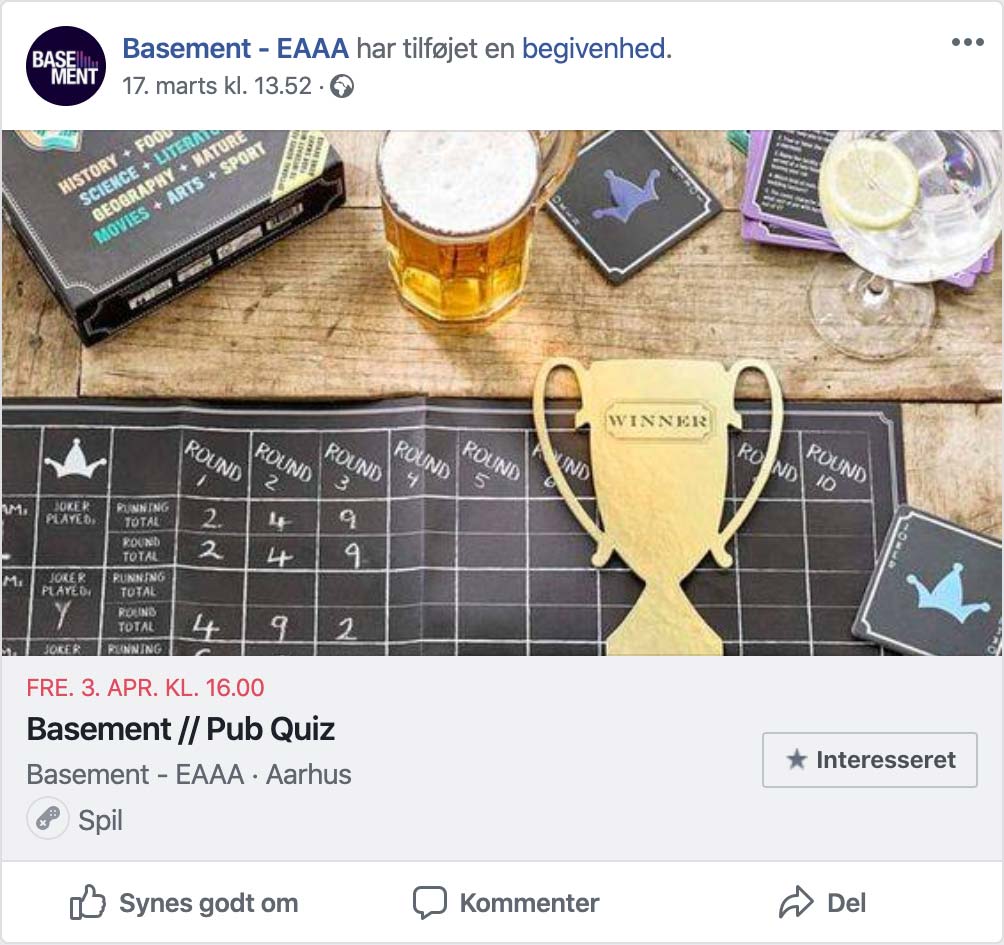 BASE
MENT
Basement - EAAA har tilføjet en begivenhed.
17. marts kl. 13.52 ·
HISTORY + FOOD
SCIENCE + LITERATU
GEOGRAPHY + NATURE
MOVIES + ARTS + SPORT
JOKER
WINNER
ROUND 1 ROUND 2 ROUND 3 ROUND 4 ROUND 5 ROUND 6 ROUND ROUND 10
AM: JOKER PLAYED: RUNNING TOTAL 2 4 9
ROUND TOTAL 2 4 9
M: JOKER PLAYED: RUNNING TOTAL
Y ROUND TOTAL 4 9 2
JOKER RUNNING
JOKER
FRE. 3. APR. KL. 16.00
Basement // Pub Quiz
Basement - EAAA · Aarhus
Interesseret
Spil
Synes godt om
Kommenter
Del